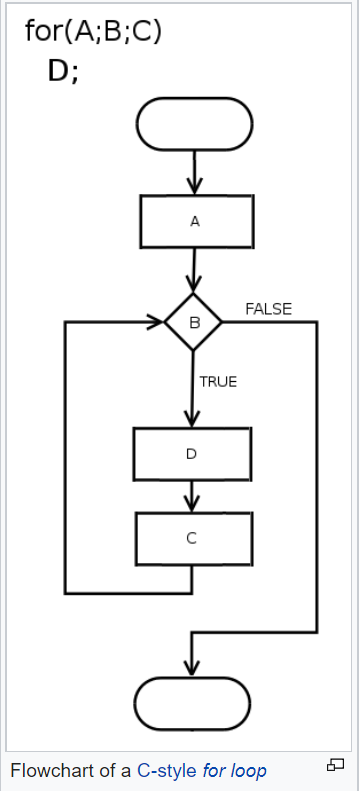 for(A;B;C)
D;
A
B
FALSE
TRUE
D
C
Flowchart of a C-style for loop